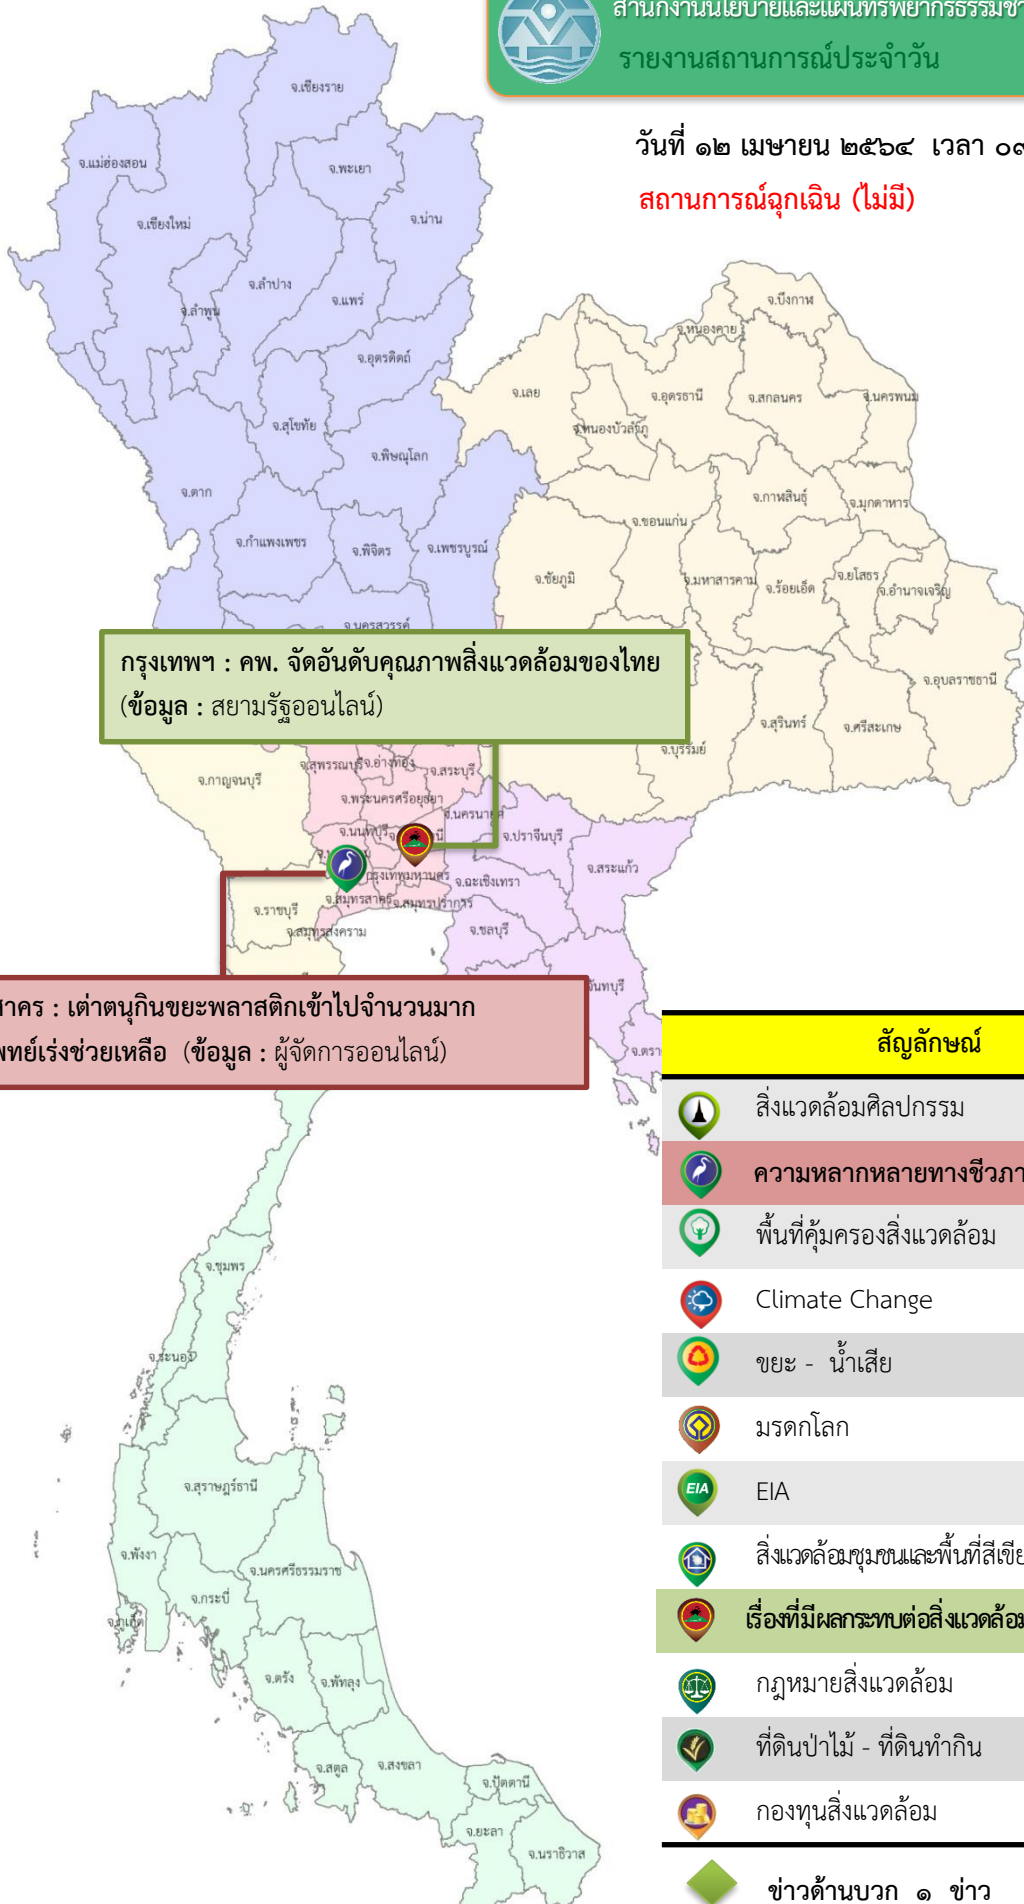 สำนักงานนโยบายและแผนทรัพยากรธรรมชา
รายงานสถานการณ์ประจำวัน
วันที่ ๑๒ เมษายน ๒๕๖๔ เวลา ๐๙
สถานการณ์ฉุกเฉิน (ไม่มี)
จ.เชียงราย
จ.แม่ฮ่องสอน
จ.พะเยา
จ.เชียงใหม่
จ.น่าน
จ.ลำปาง
จ.แพร่
จ.ลำพูน
จ.บึงกาฬ
จ.หนองคาย
จ.อุตรดิตถ์
จ.เลย
จ.อุดรธานี
จ.สกลนคร
จ.นครพนม
จ.สุโขทัย
จ.หนองบัวลำภู
จ.พิษณุโลก
จ.ตาก
จ.กาฬสินธุ์
จ.มุกดาหาร
จ.ขอนแก่น
จ.กำแพงเพชร
จ.พิจิตร
จ.เพชรบูรณ์
จ.ชัยภูมิ
จ.มหาสารคาม
จ.ร้อยเอ็ด
จ.ยโสธร
จ.อำนาจเจริญ
จ.นครสวรรค์
กรุงเทพฯ : คพ. จัดอันดับคุณภาพสิ่งแวดล้อมของไทย
(ข้อมูล : สยามรัฐออนไลน์)
จ.อุบลราชธานี
จ.สุรินทร์
จ.ศรีสะเกษ
จ.บุรีรัมย์
จ.กาญจนบุรี
จ.สุพรรณบุรี
จ.อ่างทอง
จ.สระบุรี
จ.พระนครศรีอยุธยา
จ.นครนายก
จ.นนทบุรี
จ.ปราจีนบุรี
จ.สระแก้ว
กรุงเทพมหานคร
จ.ฉะเชิงเทรา
จ.สมุทรสาคร
จ.สมุทรปราการ
จ.ราชบุรี
จ.สมุทรสงคราม
จ.ชลบุรี
จันทบุรี
าคร : เต่าตนุกินขยะพลาสติกเข้าไปจำนวนมาก
พทย์เร่งช่วยเหลือ (ข้อมูล : ผู้จัดการออนไลน์)
จ.ตรา
สัญลักษณ์
สิ่งแวดล้อมศิลปกรรม
ความหลากหลายทางชีวภา
พื้นที่คุ้มครองสิ่งแวดล้อม
Climate Change
ขยะ - น้ำเสีย
มรดกโลก
EIA
EIA
สิ่งแวดล้อมชุมชนและพื้นที่สีเขีย
เรื่องที่มีผลกระทบต่อสิ่งแวดล้อม
กฎหมายสิ่งแวดล้อม
ที่ดินป่าไม้ - ที่ดินทำกิน
กองทุนสิ่งแวดล้อม
ข่าวด้านบวก ๑ ข่าว
จ.ชุมพร
จ.ระนอง
จ.สุราษฎร์ธานี
จ.พังงา
จ.นครศรีธรรมราช
จ.กระบี่
จ.ภูเก็ต
จ.ตรัง
จ.พัทลุง
จ.สตูล
จ.สงขลา
จ.ปัตตานี
จ.ยะลา
จ.นราธิวาส